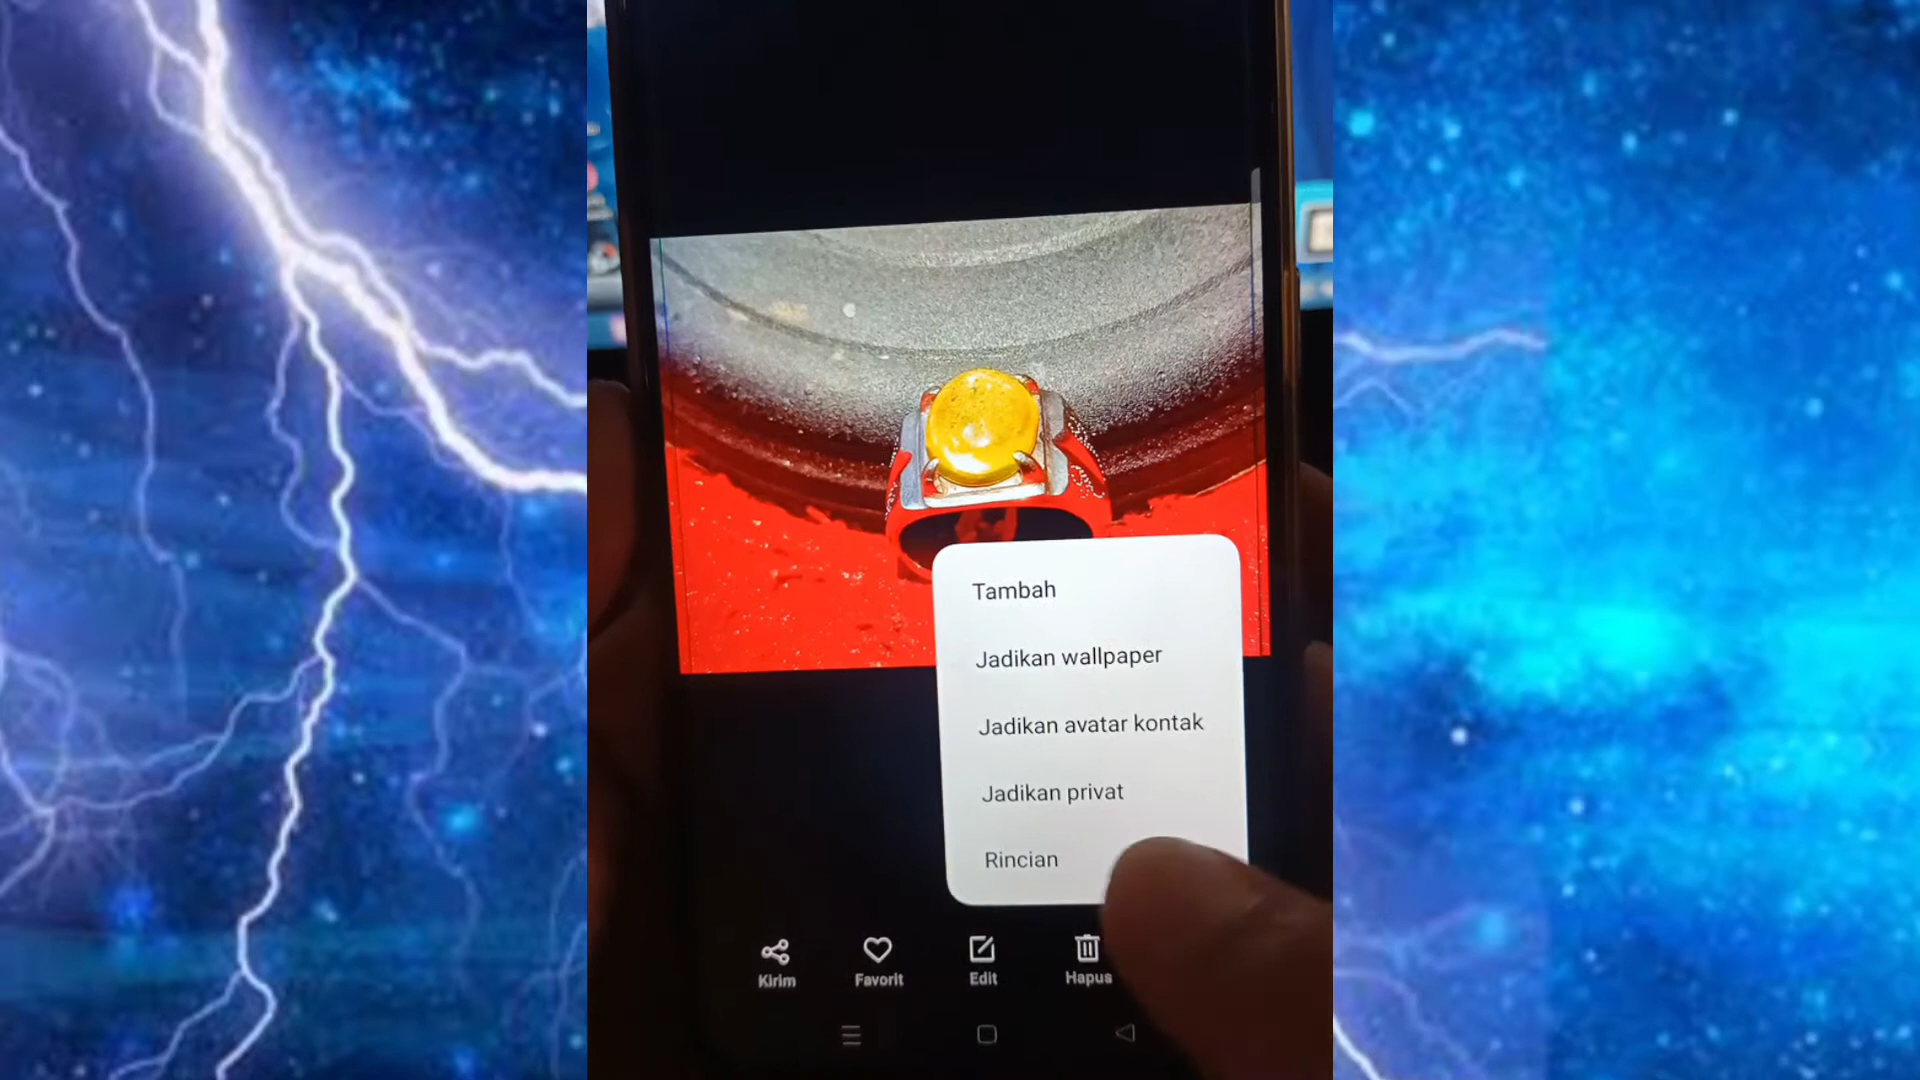 Tambah
Jadikan wallpaper
Jadikan avatar kontak
Jadikan privat
Rincian
Kirim
Favorit
Edit
Hapus